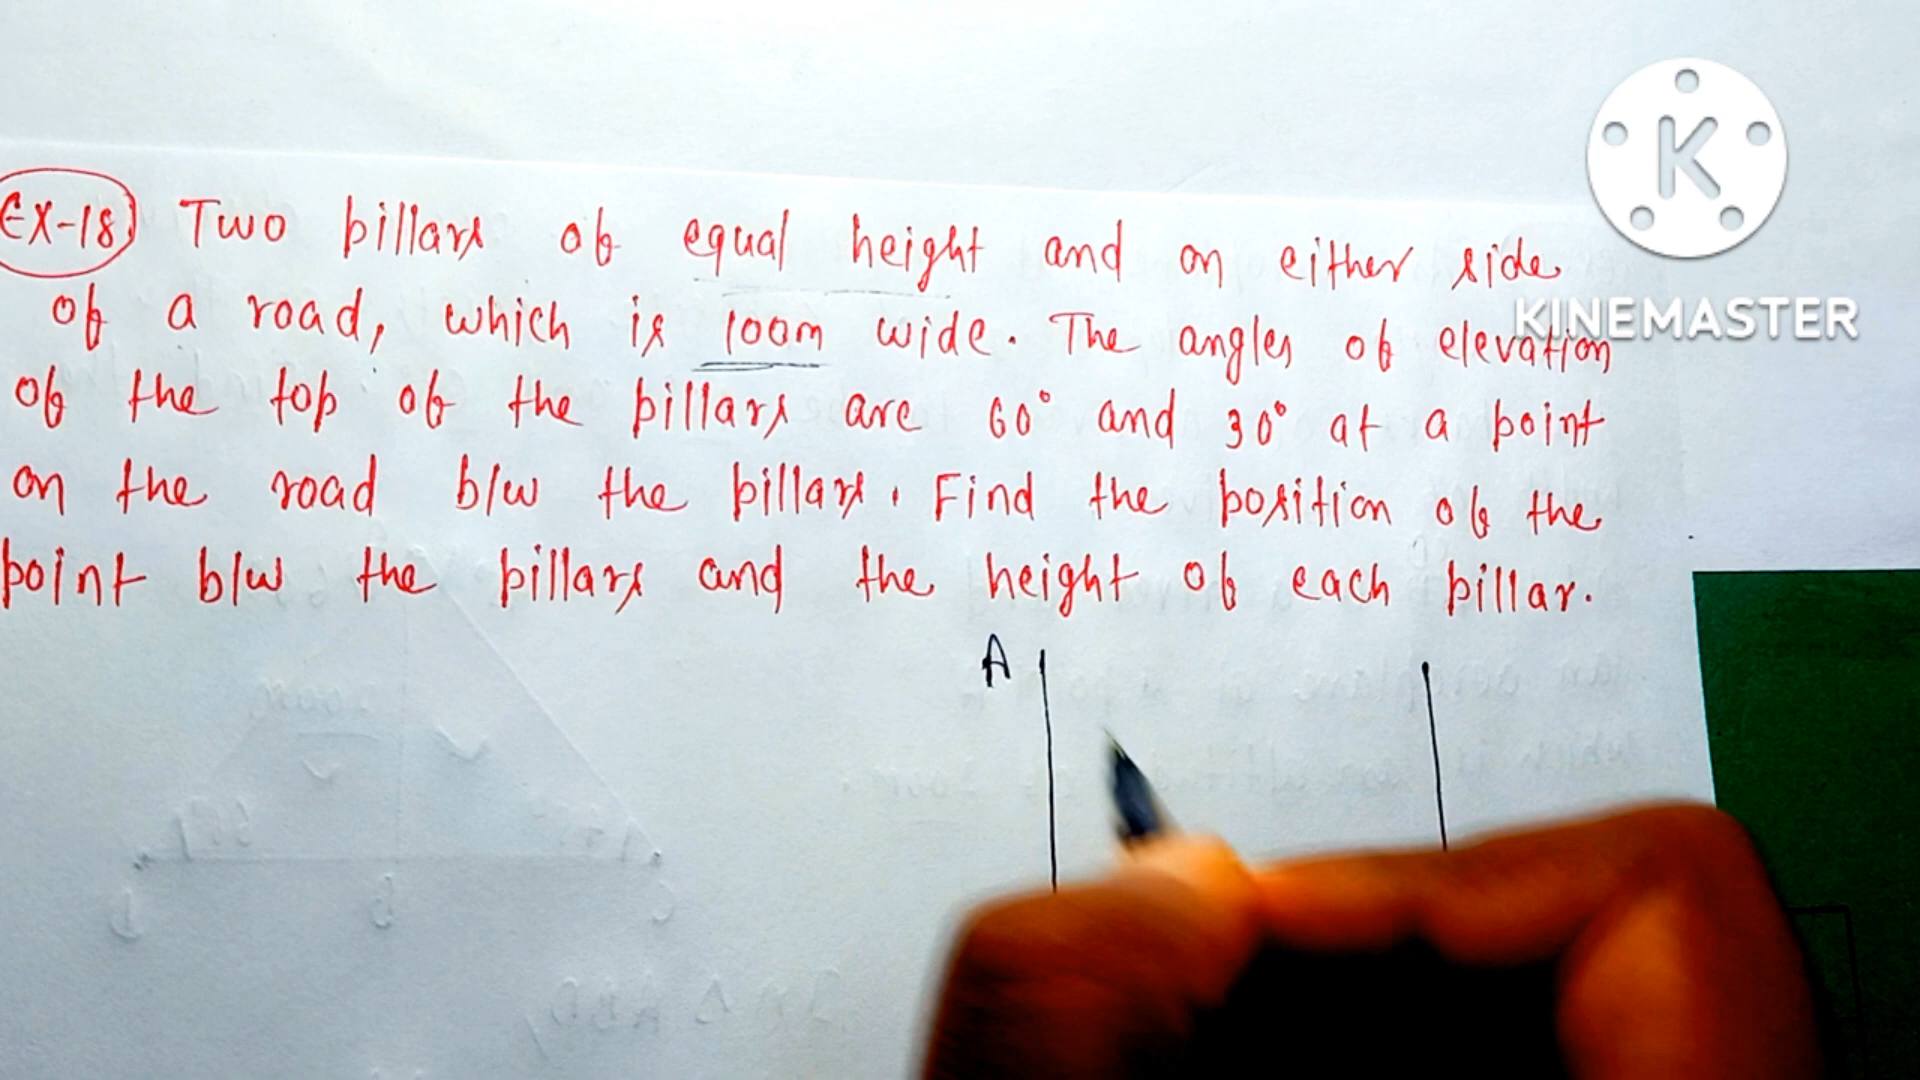 K
KINEMASTER
Ex-18) Two pillars of equal height and on either side
of a road, which is 100m wide. The angles of elevation
of the top of the pillars are 60° and 30° at a point
on the road b/w the pillars. Find the position of the
point b/w the pillars and the height of each pillar.
A